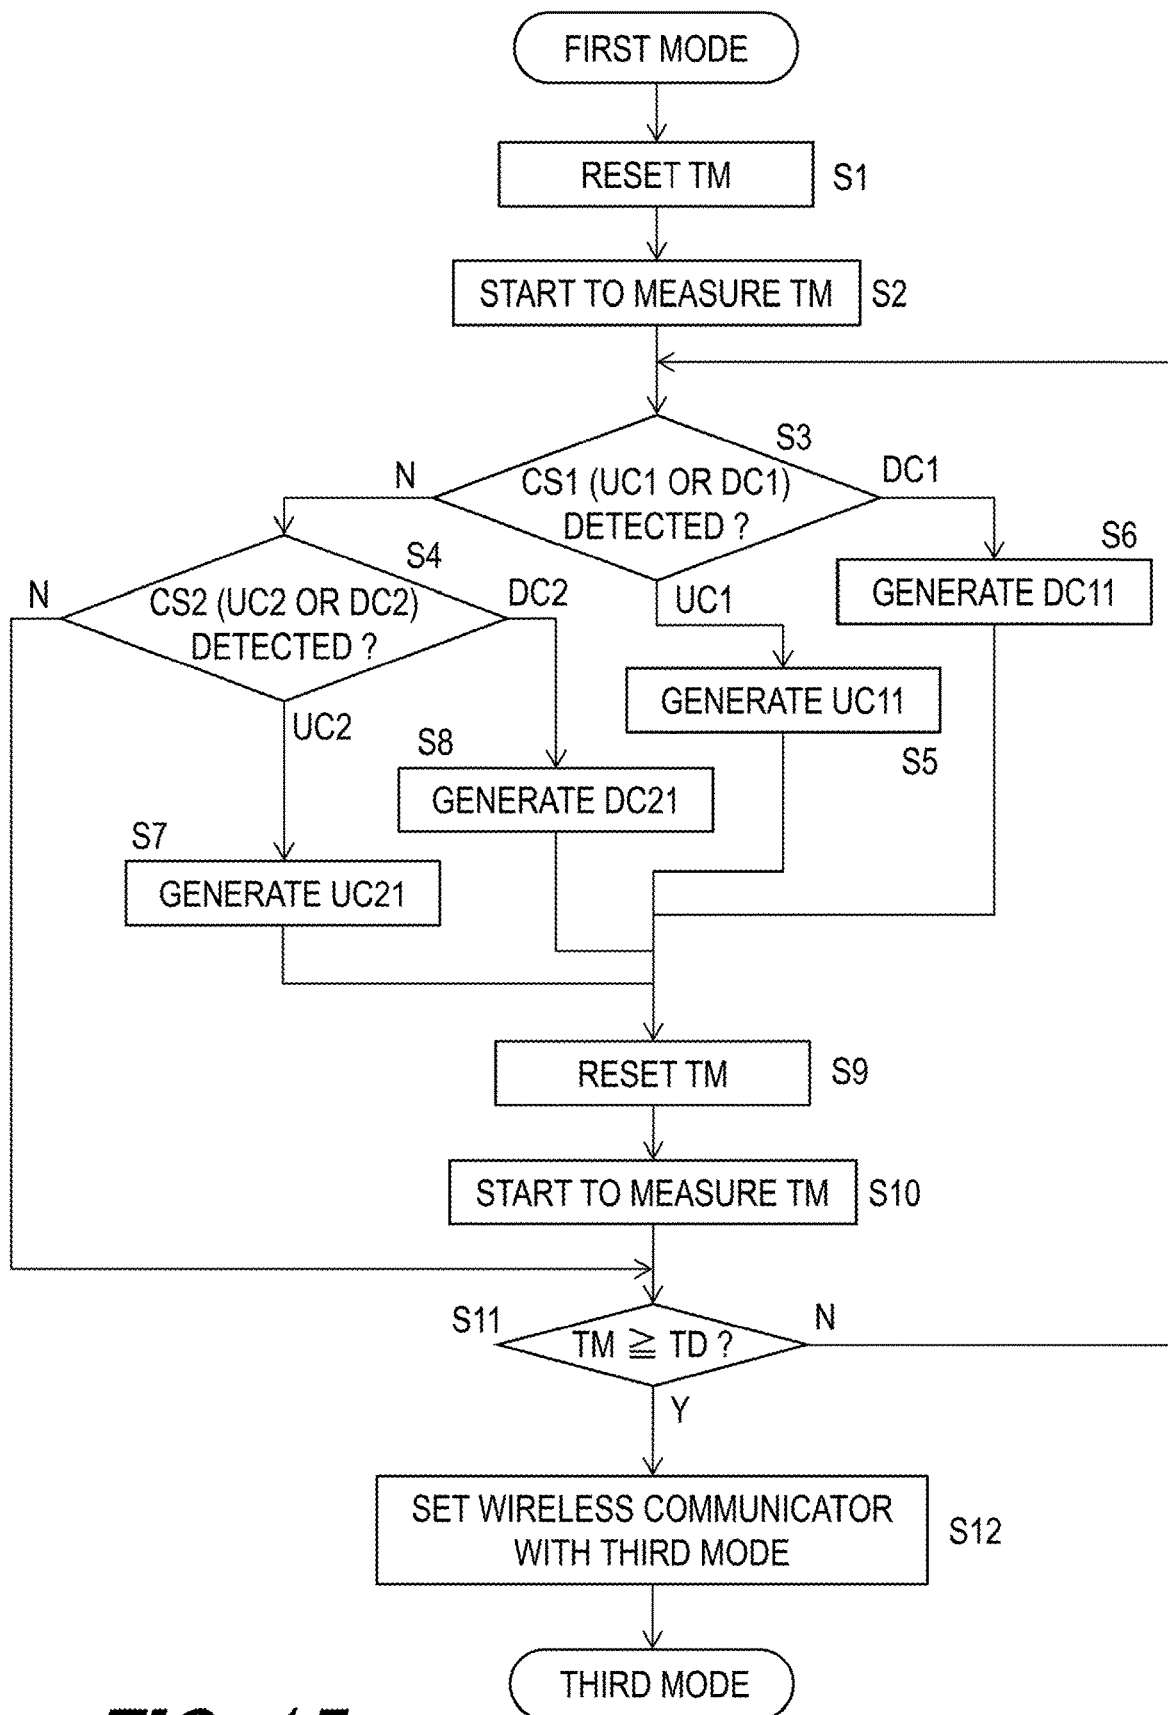 FIRST MODE
RESET TM
S1
START TO MEASURE TM
S2
S3
N
CS1 (UC1 OR DC1)
DETECTED ?
DC1
S6
GENERATE DC11
UC1
S4
N
CS2 (UC2 OR DC2)
DETECTED ?
DC2
GENERATE UC11
S5
UC2
S8
GENERATE DC21
S7
GENERATE UC21
RESET TM
S9
START TO MEASURE TM
S10
S11
TM ≧ TD ?
N
Y
SET WIRELESS COMMUNICATOR
WITH THIRD MODE
S12
THIRD MODE